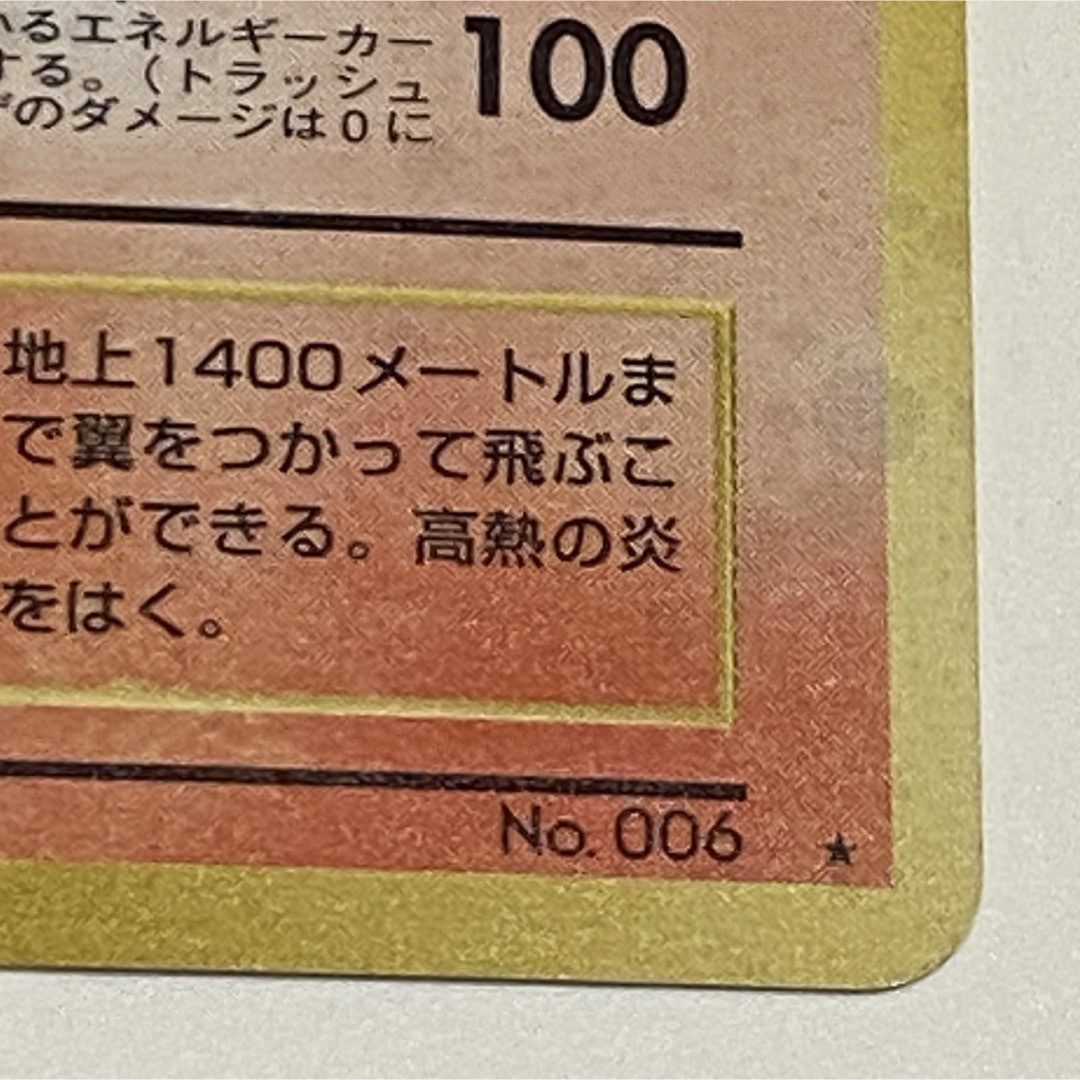 かるエネルギーカー
する。（トラッシュ
のダメージは0に
100
地上1400メートルま
で翼をつかって飛ぶこ
とができる。高熱の炎
をはく。
No. 006 ★